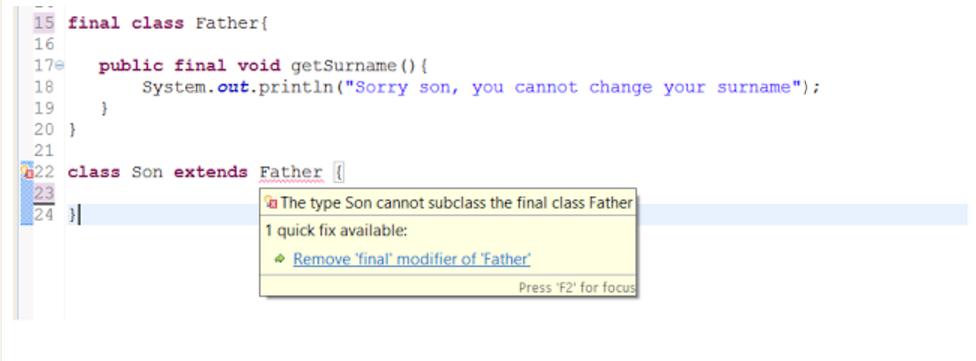 15 final class Father{
16
17 public final void getSurname(){
18 System.out.println("Sorry son, you cannot change your surname");
19 }
20 }
21
22 class Son extends Father {
23
24 }
The type Son cannot subclass the final class Father
1 quick fix available:
Remove 'final' modifier of 'Father'
Press 'F2' for focus